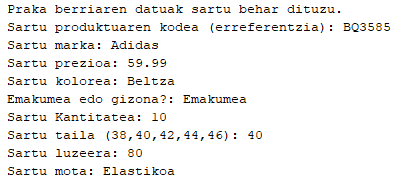 Praka berriaren datuak sartu behar dituzu.
Sartu produktuaren kodea (erreferentzia): BQ3585
Sartu marka: Adidas
Sartu prezioa: 59.99
Sartu kolorea: Beltza
Emakumea edo gizona?: Emakumea
Sartu Kantitatea: 10
Sartu taila (38,40,42,44,46): 40
Sartu luzeera: 80
Sartu mota: Elastikoa